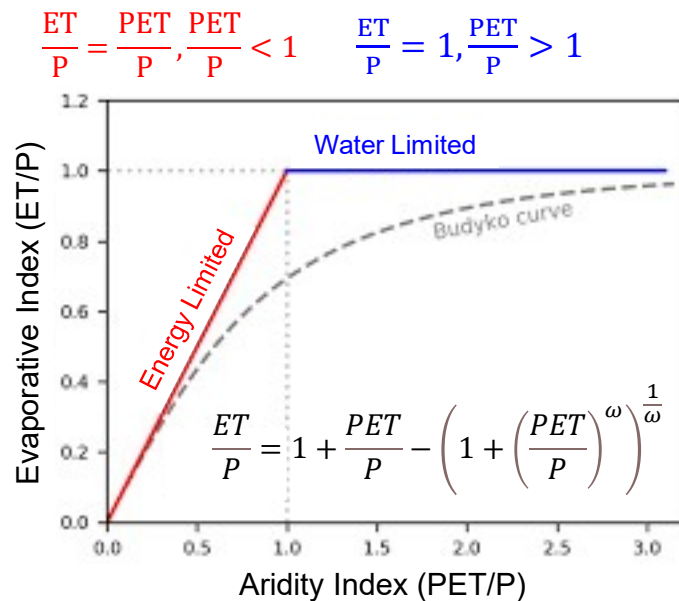 ET/P = PET/P, PET/P < 1    ET/P = 1, PET/P > 1
1.2
Water Limited
1.0
Budyko curve
0.8
Energy Limited
0.6
Evaporative Index (ET/P)
0.4
ET/P = 1 + PET/P − (1 + (PET/P)^ω)^(1/ω)
0.2
0.0
0.0 0.5 1.0 1.5 2.0 2.5 3.0
Aridity Index (PET/P)